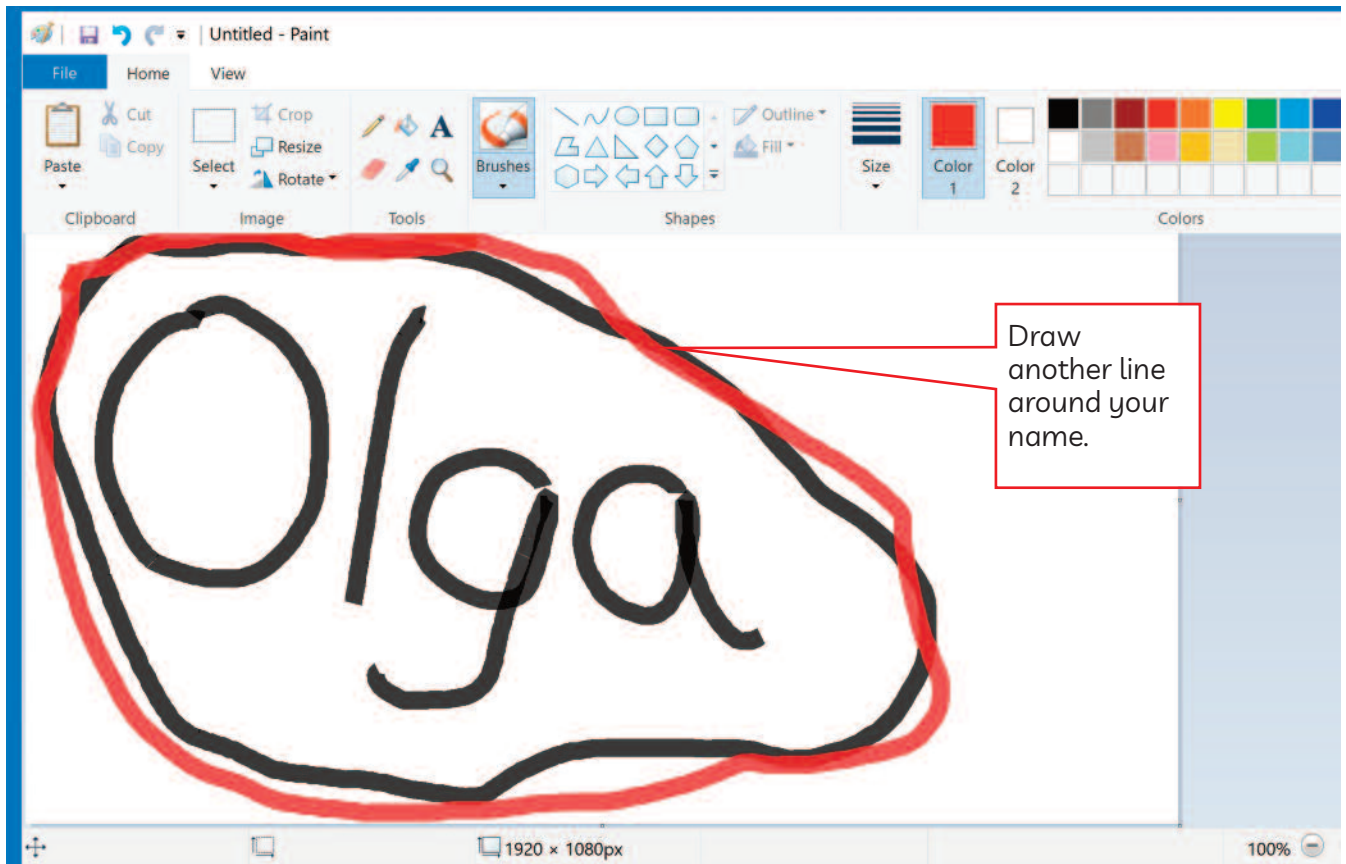 Untitled - Paint
File Home View
Cut
Copy
Paste
Clipboard
Select
Crop
Resize
Rotate
Image
A
Tools
Brushes
Outline
Fill
Shapes
Size
Color
1
Color
2
Colors
Olga
Draw
another line
around your
name.
1920 × 1080px
100%